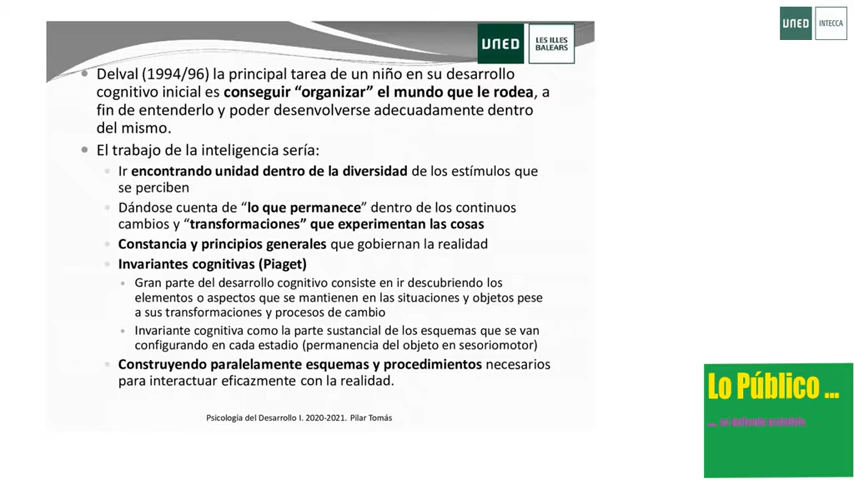 UNED
LES ILLES
BALEARS
UNED
INTECCA
Delval (1994/96) la principal tarea de un niño en su desarrollo
cognitivo inicial es conseguir “organizar” el mundo que le rodea, a
fin de entenderlo y poder desenvolverse adecuadamente dentro
del mismo.
El trabajo de la inteligencia sería:
Ir encontrando unidad dentro de la diversidad de los estímulos que
se perciben
Dándose cuenta de “lo que permanece” dentro de los continuos
cambios y “transformaciones” que experimentan las cosas
Constancia y principios generales que gobiernan la realidad
Invariantes cognitivas (Piaget)
Gran parte del desarrollo cognitivo consiste en ir descubriendo los
elementos o aspectos que se mantienen en las situaciones y objetos pese
a sus transformaciones y procesos de cambio
Invariante cognitiva como la parte sustancial de los esquemas que se van
configurando en cada estadio (permanencia del objeto en sesoriomotor)
Construyendo paralelamente esquemas y procedimientos necesarios
para interactuar eficazmente con la realidad.
Psicología del Desarrollo I. 2020-2021. Pilar Tomás
Lo Público ...